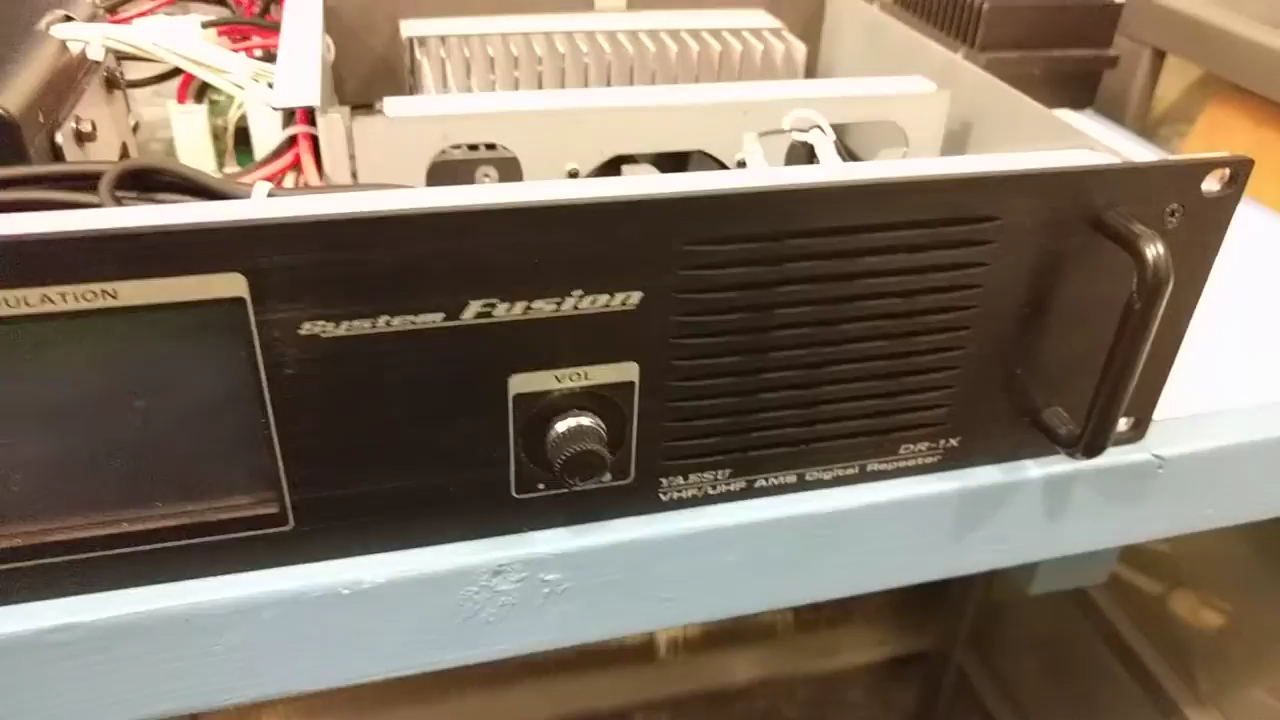 ULATION
System Fusion
VOL
DR-1X
YAESU
VHF/UHF AMS Digital Repeater